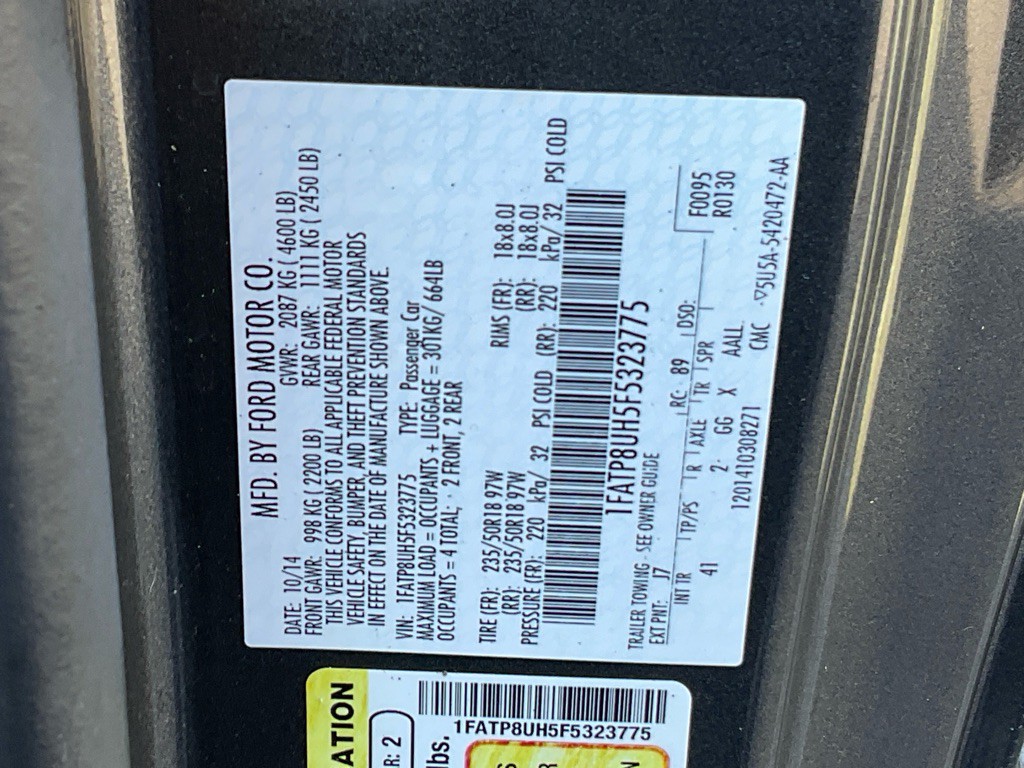 MFD. BY FORD MOTOR CO.
DATE: 10/14 GVWR: 2087 KG ( 4600 LB)
FRONT GAWR: 998 KG ( 2200 LB) REAR GAWR: 1111 KG ( 2450 LB)
THIS VEHICLE CONFORMS TO ALL APPLICABLE FEDERAL MOTOR
VEHICLE SAFETY, BUMPER, AND THEFT PREVENTION STANDARDS
IN EFFECT ON THE DATE OF MANUFACTURE SHOWN ABOVE.
VIN: 1FATP8UH5F5323775 TYPE: Passenger Car
MAXIMUM LOAD = OCCUPANTS + LUGGAGE = 301KG/ 664LB
OCCUPANTS = 4 TOTAL; · 2 FRONT, 2 REAR
TIRE (FR): 235/50R18 97W RIMS (FR): 18x8.0J
(RR): 235/50R18 97W (RR): 18x8.0J
PRESSURE (FR): 220 kPa/ 32 PSI COLD (RR): 220 kPa/ 32 PSI COLD
1FATP8UH5F5323775
TRAILER TOWING - SEE OWNER GUIDE
EXT PNT: J7 RC: 89 DSO: F0095
R0130
INTR TP/PS R AXLE TR SPR
41 2· GG X AALL
1201410308271 CMC ▽5U5A-5420472-AA
ATION
R: 2
lbs.
1FATP8UH5F5323775